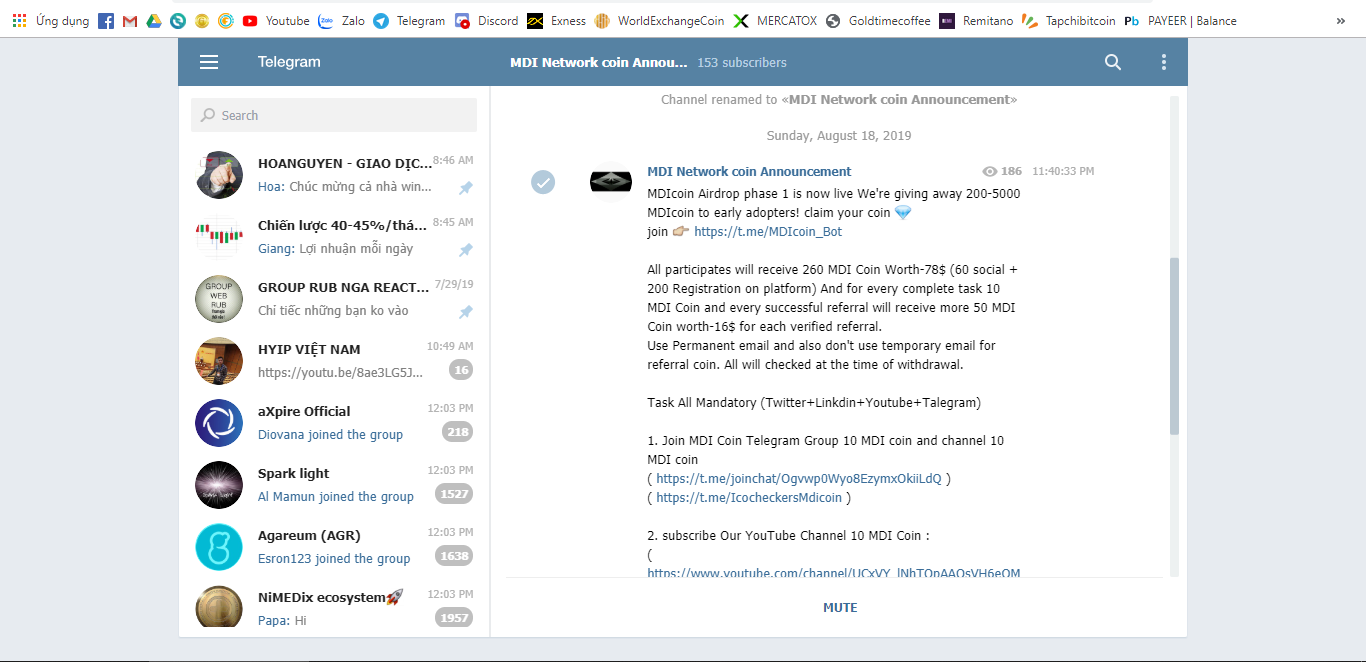 Ứng dụng Youtube Zalo Telegram Discord Exness WorldExchangeCoin MERCATOX Goldtimecoffee Remitano Tapchibitcoin Pb PAYEER | Balance »
Telegram
MDI Network coin Annou... 153 subscribers
Search
HOANGUYEN - GIAO DỊC... 8:46 AM
Hoa: Chúc mừng cả nhà win...
Chiến lược 40-45%/thá... 8:45 AM
Giang: Lợi nhuận mỗi ngày
GROUP WEB RUB
GROUP RUB NGA REACT... 7/29/19
Chí tiếc những bạn ko vào
HYIP VIỆT NAM 10:49 AM
https://youtu.be/8ae3LG5J... 16
aXpire Official 12:03 PM
Diovana joined the group 218
Spark light 12:03 PM
Al Mamun joined the group 1527
Agareum (AGR) 12:03 PM
Esron123 joined the group 1638
NiMEDix ecosystem🚀 12:03 PM
Papa: Hi 1957
Channel renamed to «MDI Network coin Announcement»
Sunday, August 18, 2019
MDI Network coin Announcement 186 11:40:33 PM
MDIcoin Airdrop phase 1 is now live We're giving away 200-5000
MDIcoin to early adopters! claim your coin 💎
join 👉 https://t.me/MDIcoin_Bot
All participates will receive 260 MDI Coin Worth-78$ (60 social +
200 Registration on platform) And for every complete task 10
MDI Coin and every successful referral will receive more 50 MDI
Coin worth-16$ for each verified referral.
Use Permanent email and also don't use temporary email for
referral coin. All will checked at the time of withdrawal.
Task All Mandatory (Twitter+Linkdin+Youtube+Talegram)
1. Join MDI Coin Telegram Group 10 MDI coin and channel 10
MDI coin
( https://t.me/joinchat/Ogvwp0Wyo8EzymxOkiiLdQ )
( https://t.me/IcocheckersMdicoin )
2. subscribe Our YouTube Channel 10 MDI Coin :
(
https://www.youtube.com/channel/UCxVY_lNhTOpAAQsVH6eQM
MUTE